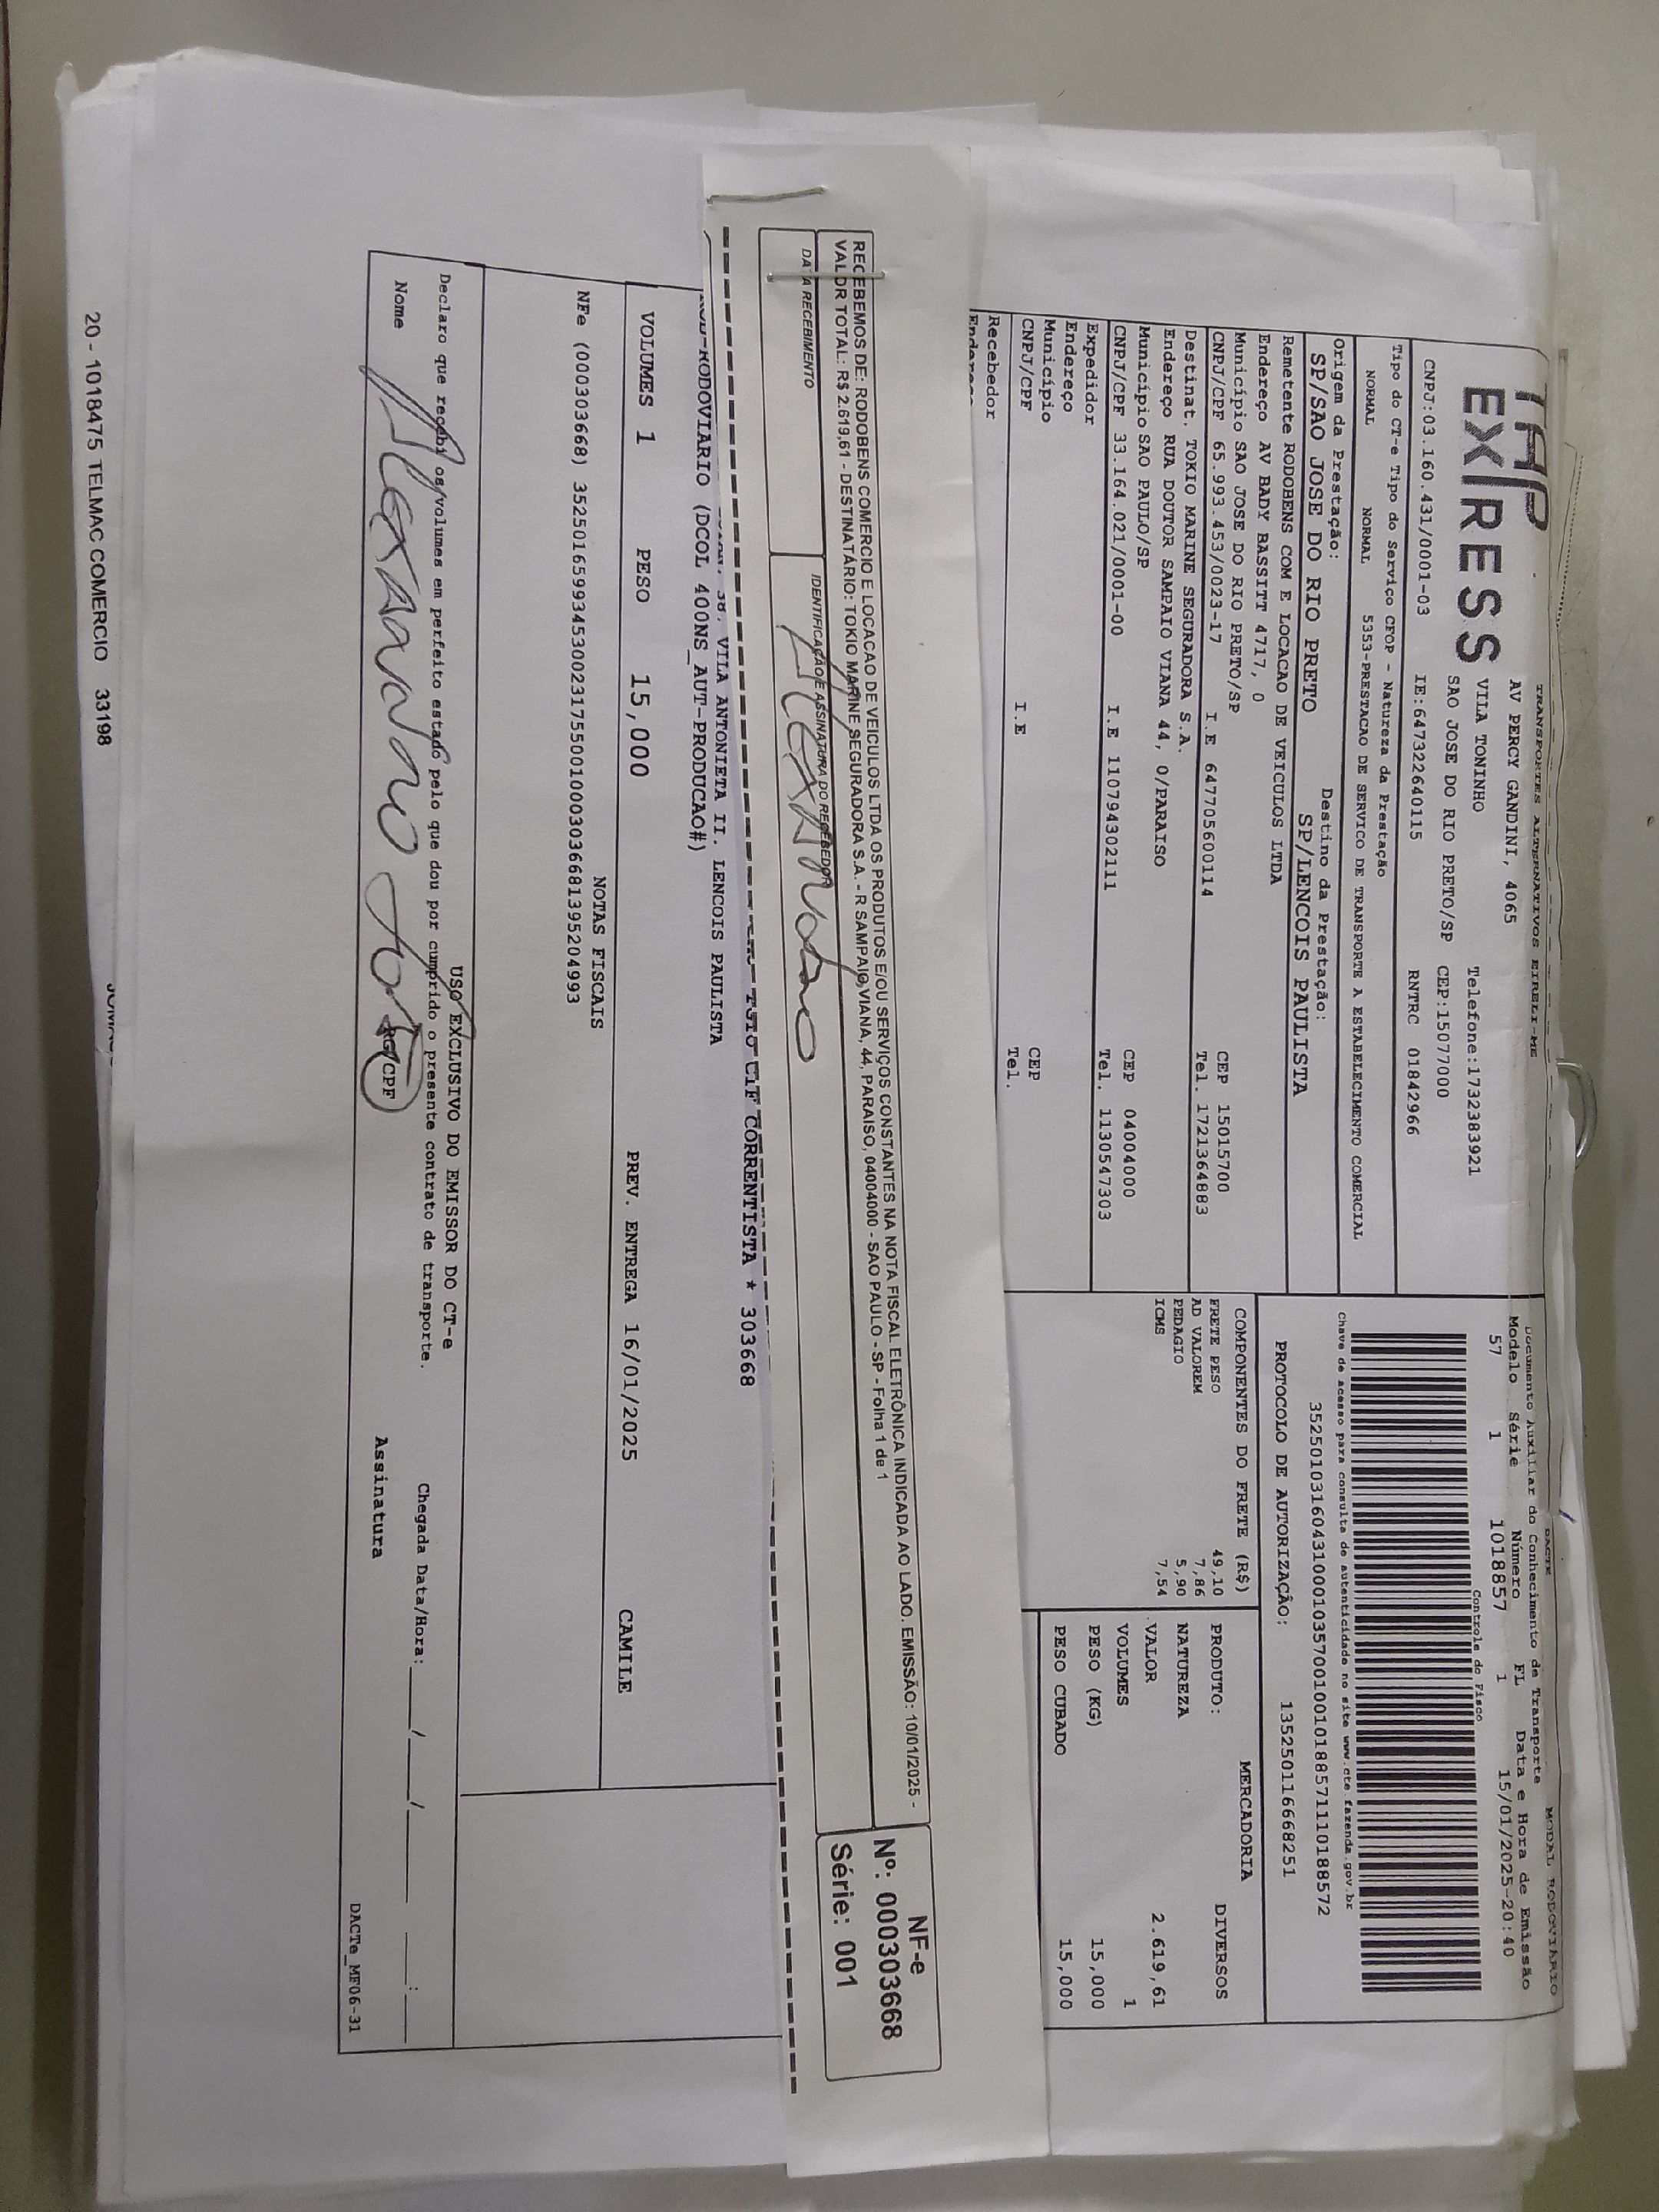 TRANSPORTES ALTERNATIVOS EIRELI-ME
TAP
EXPRESS
AV PERCY GANDINI, 4065
VILA TONINHO Telefone:1732383921
SAO JOSE DO RIO PRETO/SP CEP:15077000
CNPJ:03.160.431/0001-03 IE:647322640115 RNTRC 01842966
Tipo do CT-e Tipo do Serviço CFOP - Natureza da Prestação
NORMAL NORMAL 5353-PRESTACAO DE SERVICO DE TRANSPORTE A ESTABELECIMENTO COMERCIAL
Origem da Prestação: Destino da Prestação:
SP/SAO JOSE DO RIO PRETO SP/LENCOIS PAULISTA
Remetente RODOBENS COM E LOCACAO DE VEICULOS LTDA
Endereço AV BADY BASSITT 4717, 0
Município SAO JOSE DO RIO PRETO/SP CEP 15015700
CNPJ/CPF 65.993.453/0023-17 I.E 647705600114 Tel. 1721364883
Destinat. TOKIO MARINE SEGURADORA S.A.
Endereço RUA DOUTOR SAMPAIO VIANA 44, 0/PARAISO
Município SAO PAULO/SP CEP 04004000
CNPJ/CPF 33.164.021/0001-00 I.E 110794302111 Tel. 1130547303
Expedidor
Endereço
Município CEP
CNPJ/CPF I.E Tel.
Recebedor
Endereço
DACTE MODAL RODOVIÁRIO
Documento Auxiliar do Conhecimento de Transporte
Modelo Série Número FL Data e Hora de Emissão
57 1 1018857 1 15/01/2025-20:40
Controle do Fisco
Chave de acesso para consulta de autenticidade no site www.cte.fazenda.gov.br
35250103160431000103570010010188571110188572
PROTOCOLO DE AUTORIZAÇÃO: 135250116668251
COMPONENTES DO FRETE (R$)
FRETE PESO 49,10
AD VALOREM 7,86
PEDAGIO 5,90
ICMS 7,54
MERCADORIA
PRODUTO: DIVERSOS
NATUREZA
VALOR 2.619,61
VOLUMES 1
PESO (KG) 15,000
PESO CUBADO 15,000
RECEBEMOS DE: RODOBENS COMERCIO E LOCACAO DE VEICULOS LTDA OS PRODUTOS E/OU SERVIÇOS CONSTANTES NA NOTA FISCAL ELETRÔNICA INDICADA AO LADO. EMISSÃO: 10/01/2025 -
VALOR TOTAL: R$ 2.619,61 - DESTINATÁRIO: TOKIO MARINE SEGURADORA S.A. - R SAMPAIO VIANA, 44, PARAISO, 04004000 - SAO PAULO - SP - Folha 1 de 1
DATA RECEBIMENTO
IDENTIFICAÇÃO E ASSINATURA DO RECEBEDOR
Alexandro
NF-e
Nº: 000303668
Série: 001
CIF CORRENTISTA * 303668
VILA ANTONIETA II. LENCOIS PAULISTA
RODOVIARIO (DCOL 400NS_AUT-PRODUCAO#)
VOLUMES 1 PESO 15,000 PREV. ENTREGA 16/01/2025 CAMILE
NOTAS FISCAIS
NFe (000303668) 35250165993453002317550010003036681395204993
USO EXCLUSIVO DO EMISSOR DO CT-e
Declaro que recebi os volumes em perfeito estado pelo que dou por cumprido o presente contrato de transporte. Chegada Data/Hora:____/____/____ ____:____
Nome Alexandro RG/CPF Assinatura
DACTe_MF06-31
20 - 1018475 TELMAC COMERCIO 33198